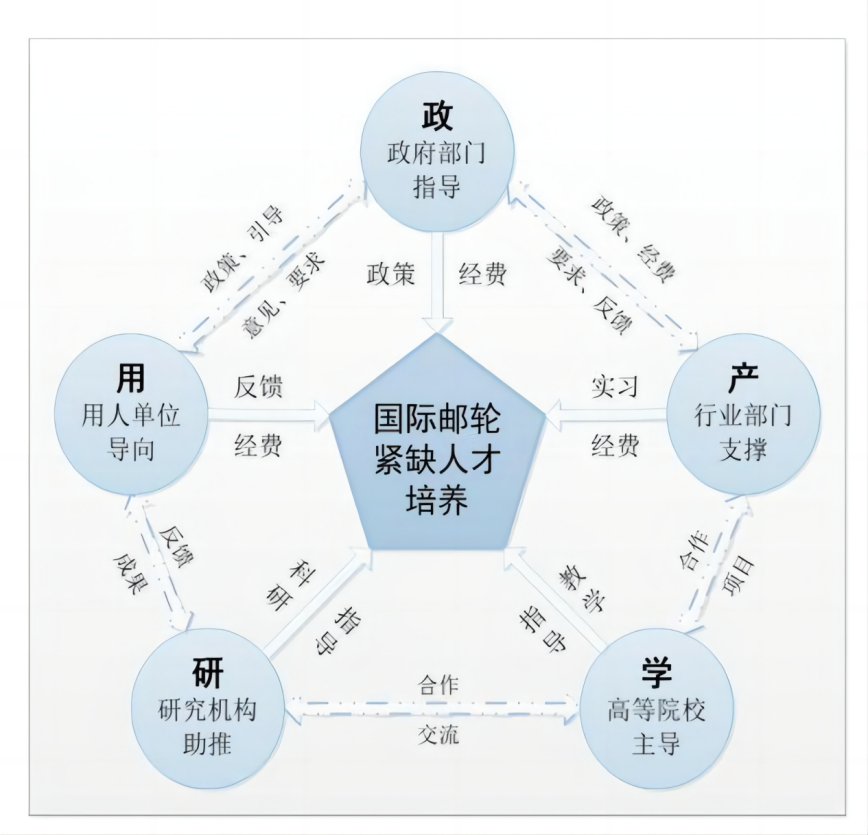 政
政府部门
指导
政策、引导
意见、要求
政策
经费
政策、经费
要求、反馈
用
用人单位
导向
反馈
经费
国际邮轮
紧缺人才
培养
实习
经费
产
行业部门
支撑
反馈
成果
科研
指导
教学
指导
合作
项目
研
研究机构
助推
合作
交流
学
高等院校
主导